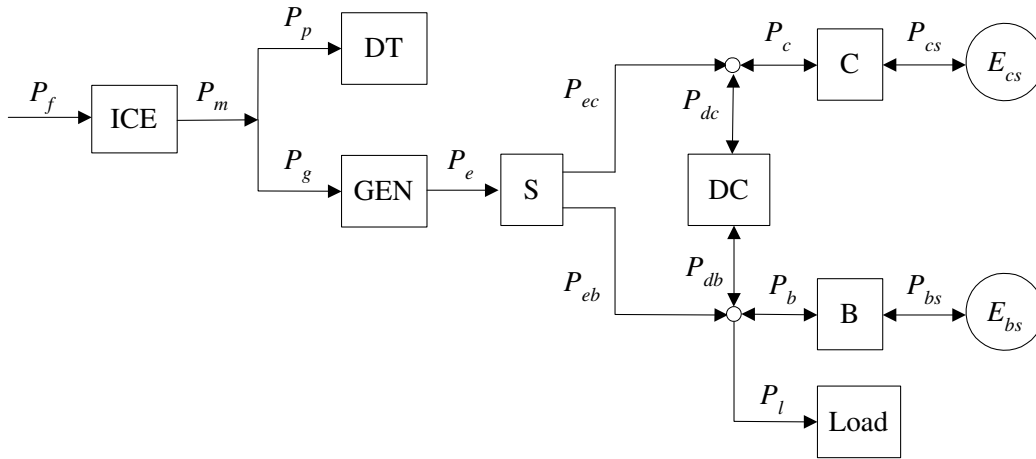 P_p
DT
P_c
C
P_cs
E_cs
P_f
ICE
P_m
P_ec
P_dc
P_g
GEN
P_e
S
DC
P_eb
P_db
P_b
B
P_bs
E_bs
P_l
Load